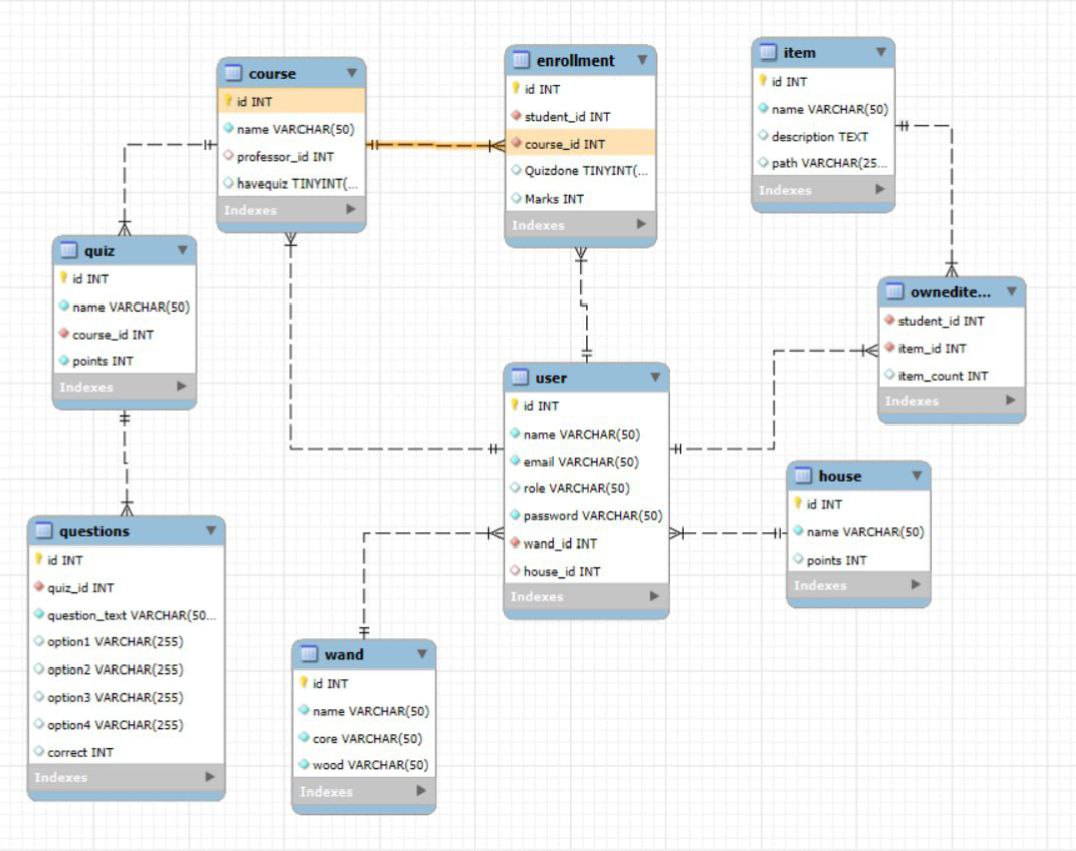 course
id INT
name VARCHAR(50)
professor_id INT
havequiz TINYINT(...
Indexes
enrollment
id INT
student_id INT
course_id INT
Quizdone TINYINT(...
Marks INT
Indexes
item
id INT
name VARCHAR(50)
description TEXT
path VARCHAR(25...
Indexes
quiz
id INT
name VARCHAR(50)
course_id INT
points INT
Indexes
ownedite...
student_id INT
item_id INT
item_count INT
Indexes
user
id INT
name VARCHAR(50)
email VARCHAR(50)
role VARCHAR(50)
password VARCHAR(50)
wand_id INT
house_id INT
Indexes
house
id INT
name VARCHAR(50)
points INT
Indexes
questions
id INT
quiz_id INT
question_text VARCHAR(50...
option1 VARCHAR(255)
option2 VARCHAR(255)
option3 VARCHAR(255)
option4 VARCHAR(255)
correct INT
Indexes
wand
id INT
name VARCHAR(50)
core VARCHAR(50)
wood VARCHAR(50)
Indexes